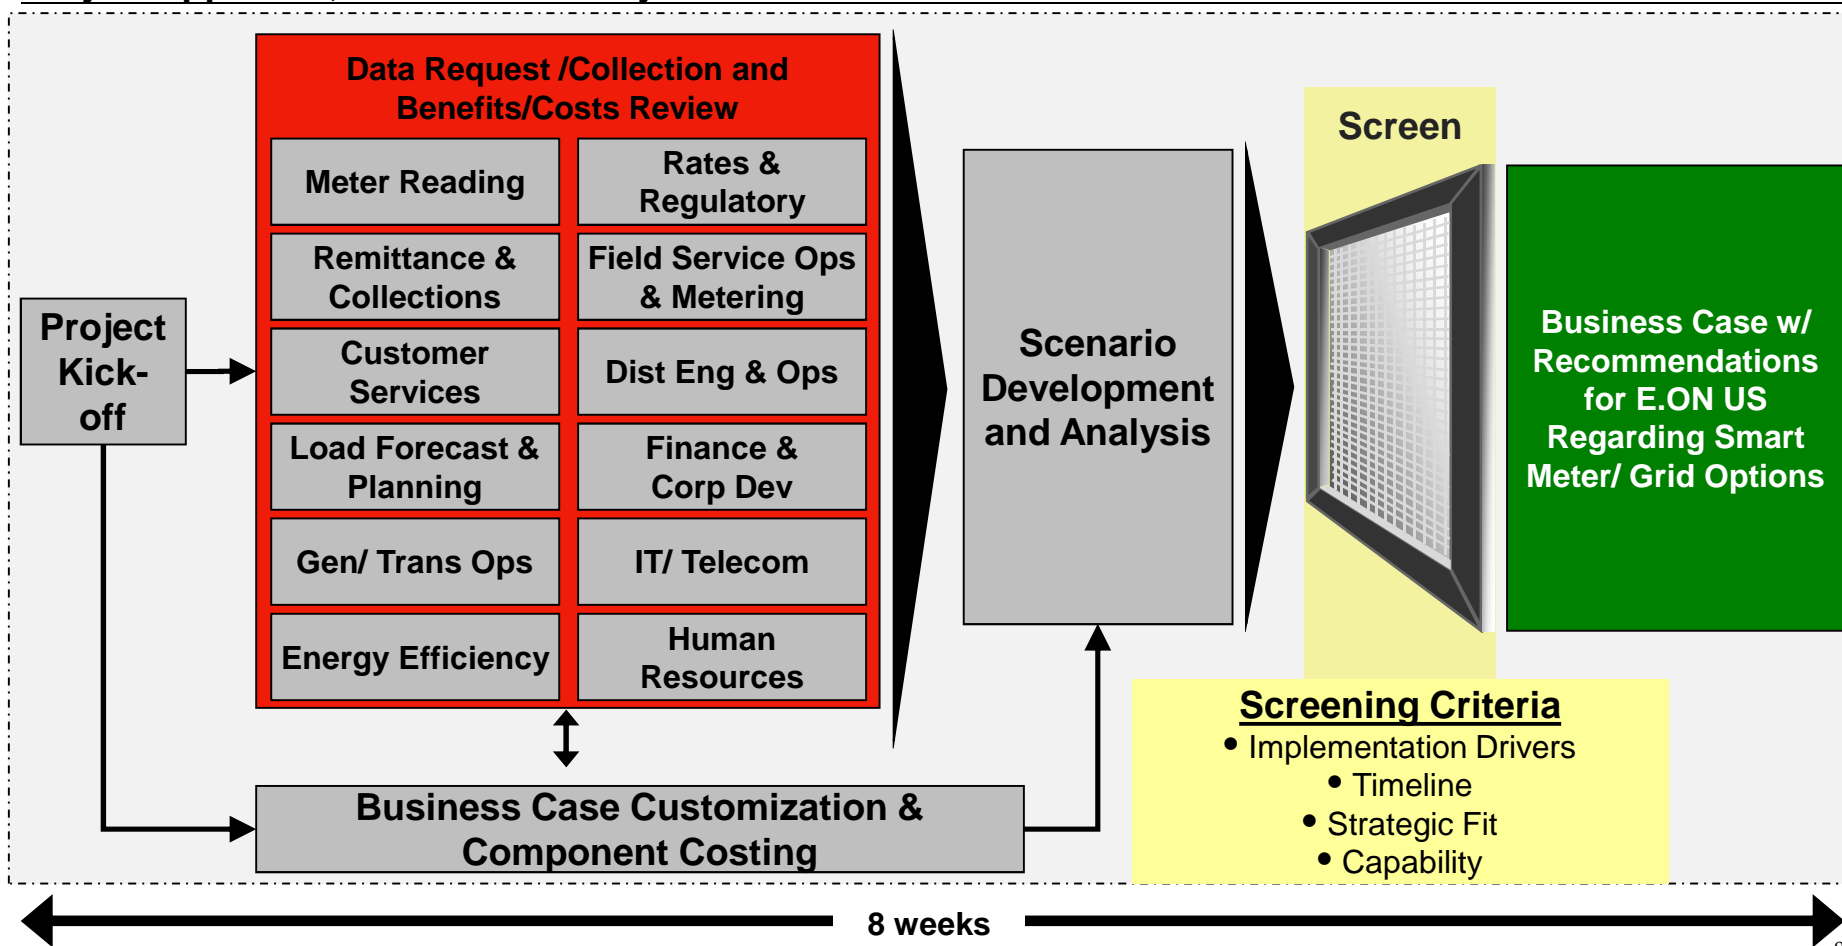 Data Request /Collection and
Benefits/Costs Review
Meter Reading
Rates &
Regulatory
Remittance &
Collections
Field Service Ops
& Metering
Customer
Services
Dist Eng & Ops
Load Forecast &
Planning
Finance &
Corp Dev
Gen/ Trans Ops
IT/ Telecom
Energy Efficiency
Human
Resources
Project
Kick-
off
Business Case Customization &
Component Costing
Scenario
Development
and Analysis
Screen
Screening Criteria
• Implementation Drivers
• Timeline
• Strategic Fit
• Capability
Business Case w/
Recommendations
for E.ON US
Regarding Smart
Meter/ Grid Options
8 weeks